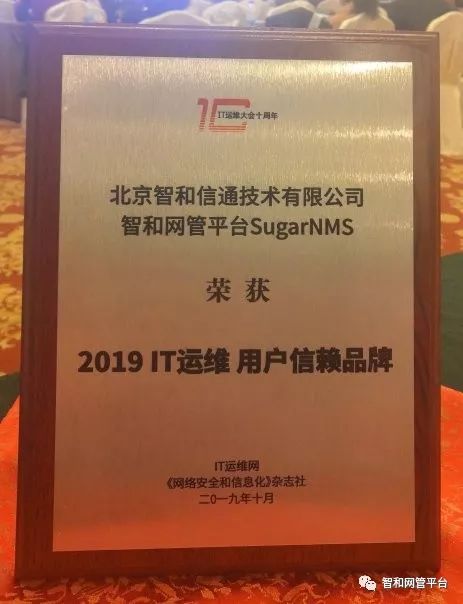 IT运维大会十周年
北京智和信通技术有限公司
智和网管平台SugarNMS
荣获
2019 IT运维 用户信赖品牌
IT运维网
《网络安全和信息化》杂志社
二〇一九年十月
智和网管平台